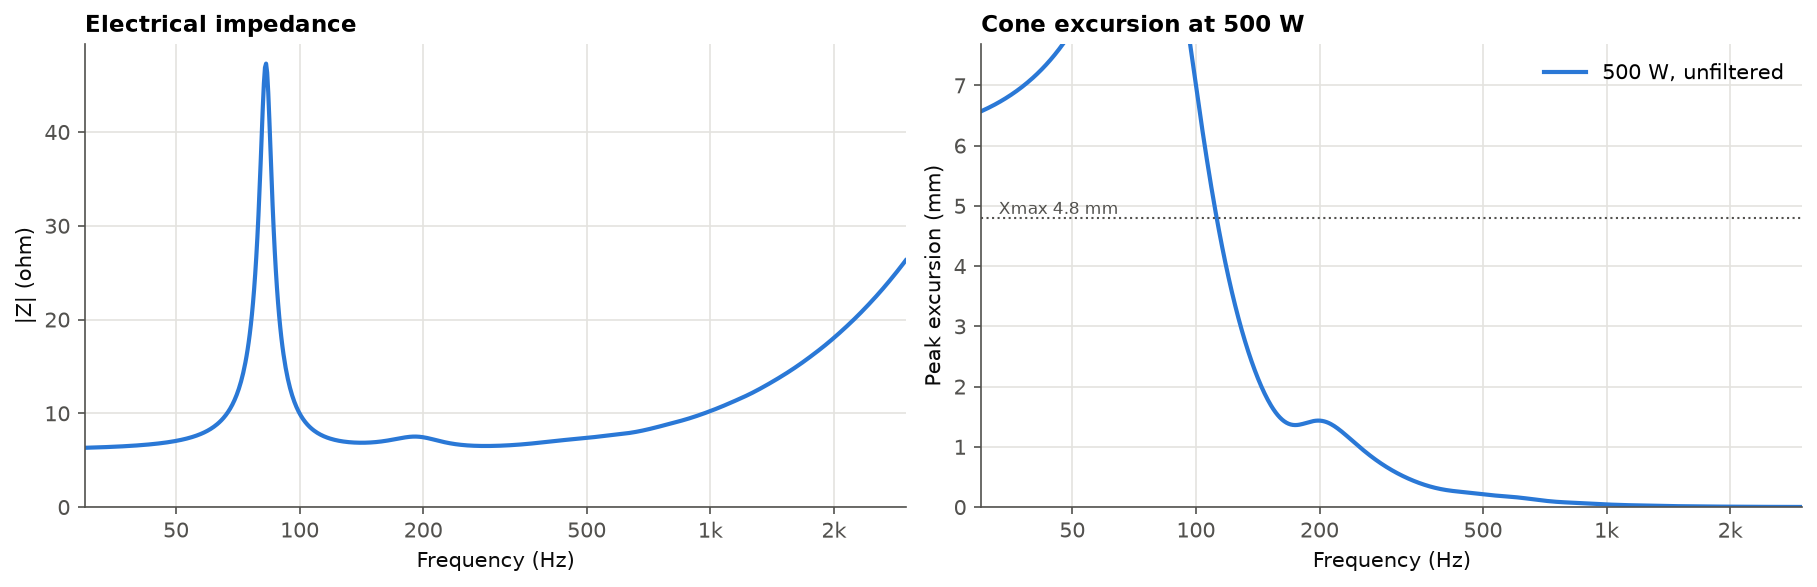 Electrical impedance
|Z| (ohm)
40
30
20
10
0
50 100 200 500 1k 2k
Frequency (Hz)
Cone excursion at 500 W
500 W, unfiltered
Peak excursion (mm)
7
6
5
4
3
2
1
0
Xmax 4.8 mm
50 100 200 500 1k 2k
Frequency (Hz)